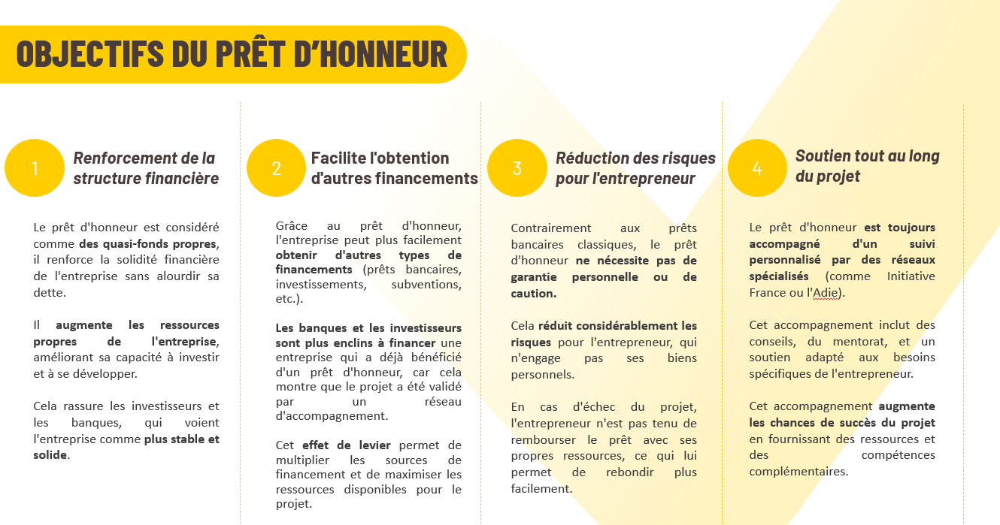 OBJECTIFS DU PRÊT D’HONNEUR
1
Renforcement de la
structure financière
Le prêt d'honneur est considéré
comme des quasi-fonds propres,
il renforce la solidité financière
de l'entreprise sans alourdir sa
dette.
Il augmente les ressources
propres de l'entreprise,
améliorant sa capacité à investir
et à se développer.
Cela rassure les investisseurs et
les banques, qui voient
l'entreprise comme plus stable et
solide.
2
Facilite l'obtention
d'autres financements
Grâce au prêt d'honneur,
l'entreprise peut plus facilement
obtenir d'autres types de
financements (prêts bancaires,
investissements, subventions,
etc.).
Les banques et les investisseurs
sont plus enclins à financer une
entreprise qui a déjà bénéficié
d'un prêt d'honneur, car cela
montre que le projet a été validé
par un réseau
d'accompagnement.
Cet effet de levier permet de
multiplier les sources de
financement et de maximiser les
ressources disponibles pour le
projet.
3
Réduction des risques
pour l'entrepreneur
Contrairement aux prêts
bancaires classiques, le prêt
d'honneur ne nécessite pas de
garantie personnelle ou de
caution.
Cela réduit considérablement les
risques pour l'entrepreneur, qui
n'engage pas ses biens
personnels.
En cas d'échec du projet,
l'entrepreneur n'est pas tenu de
rembourser le prêt avec ses
propres ressources, ce qui lui
permet de rebondir plus
facilement.
4
Soutien tout au long
du projet
Le prêt d'honneur est toujours
accompagné d'un suivi
personnalisé par des réseaux
spécialisés (comme Initiative
France ou l'Adie).
Cet accompagnement inclut des
conseils, du mentorat, et un
soutien adapté aux besoins
spécifiques de l'entrepreneur.
Cet accompagnement augmente
les chances de succès du projet
en fournissant des ressources et
des compétences
complémentaires.